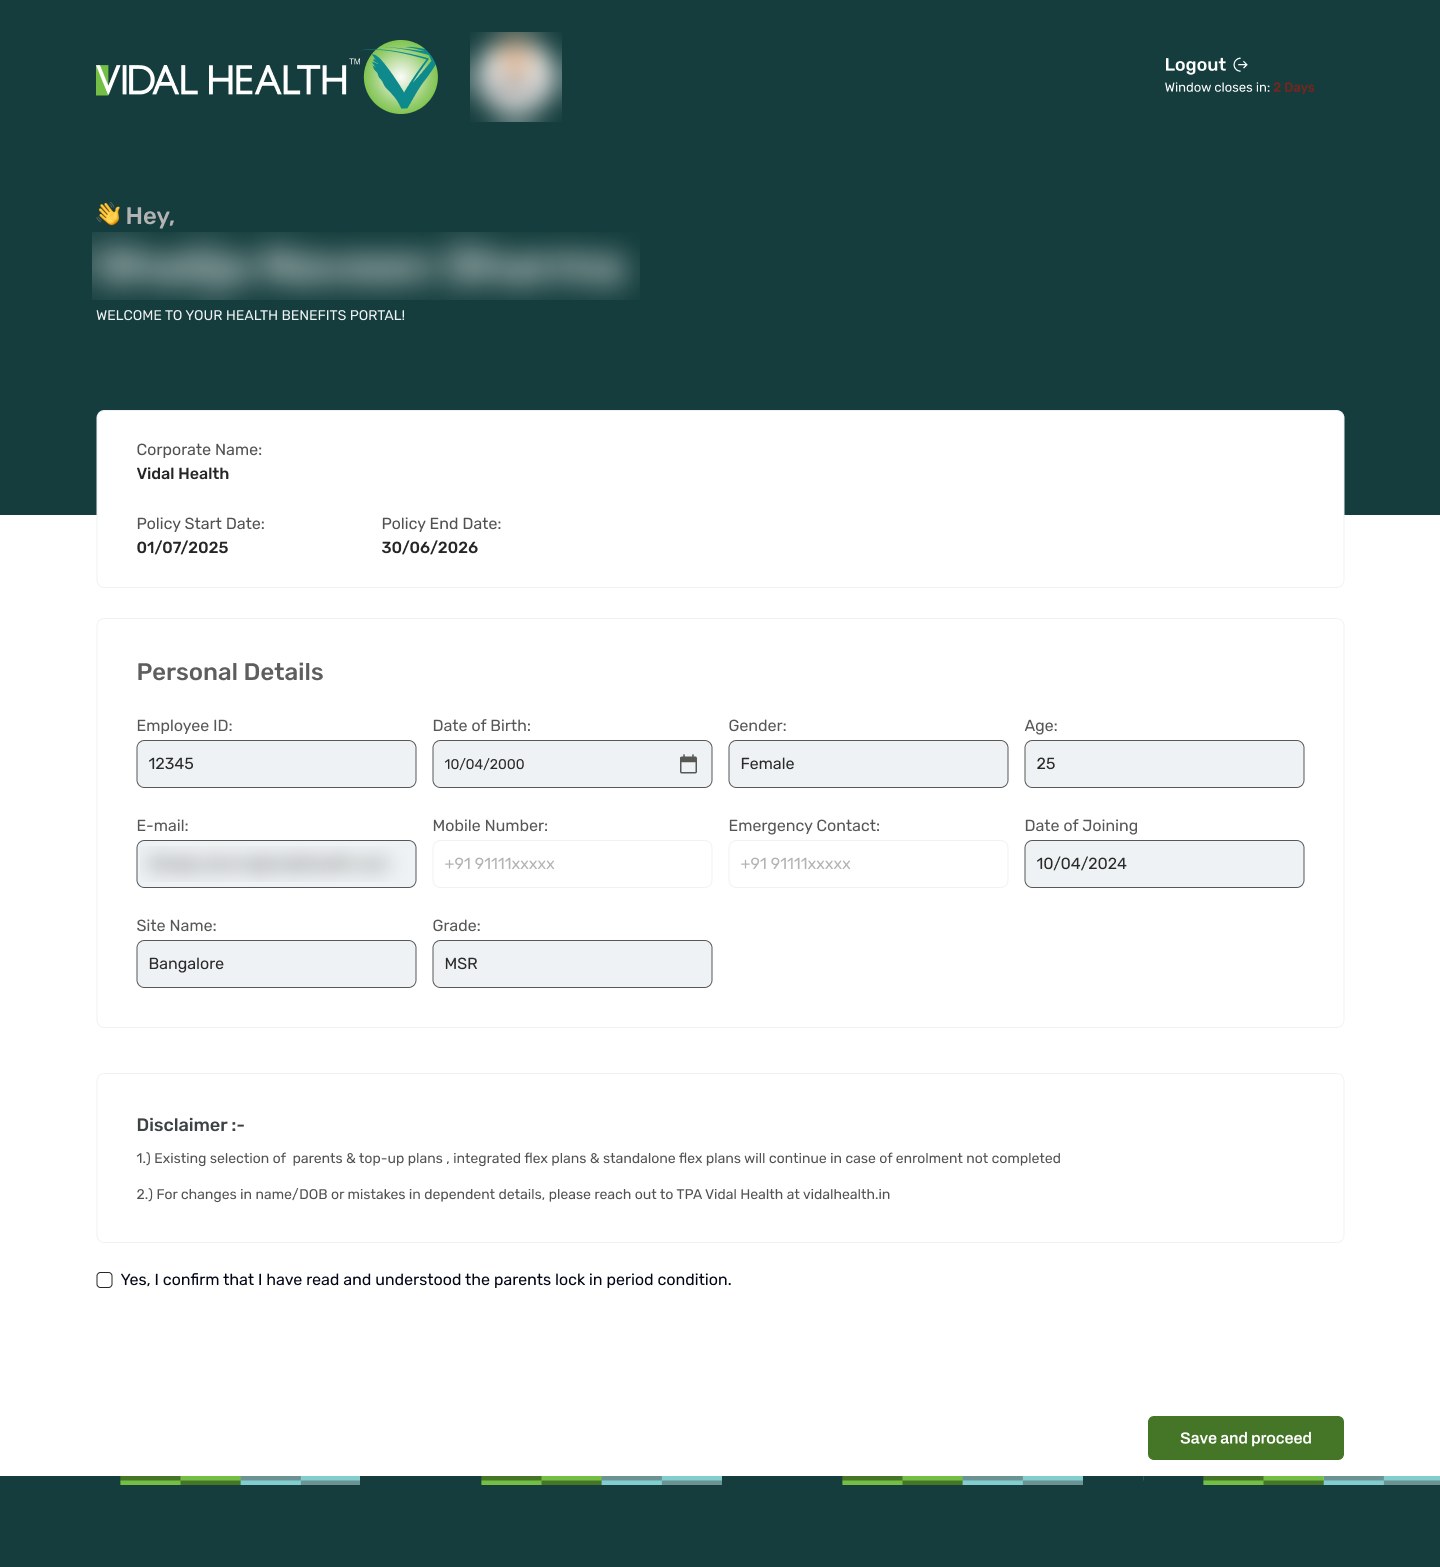 VIDAL HEALTH™
Logout
Window closes in: 2 Days
👋 Hey,
WELCOME TO YOUR HEALTH BENEFITS PORTAL!
Corporate Name:
Vidal Health
Policy Start Date: Policy End Date:
01/07/2025 30/06/2026
Personal Details
Employee ID: Date of Birth: Gender: Age:
12345 10/04/2000 Female 25
E-mail: Mobile Number: Emergency Contact: Date of Joining
+91 91111xxxxx +91 91111xxxxx 10/04/2024
Site Name: Grade:
Bangalore MSR
Disclaimer :-
1.) Existing selection of  parents & top-up plans , integrated flex plans & standalone flex plans will continue in case of enrolment not completed
2.) For changes in name/DOB or mistakes in dependent details, please reach out to TPA Vidal Health at vidalhealth.in
Yes, I confirm that I have read and understood the parents lock in period condition.
Save and proceed